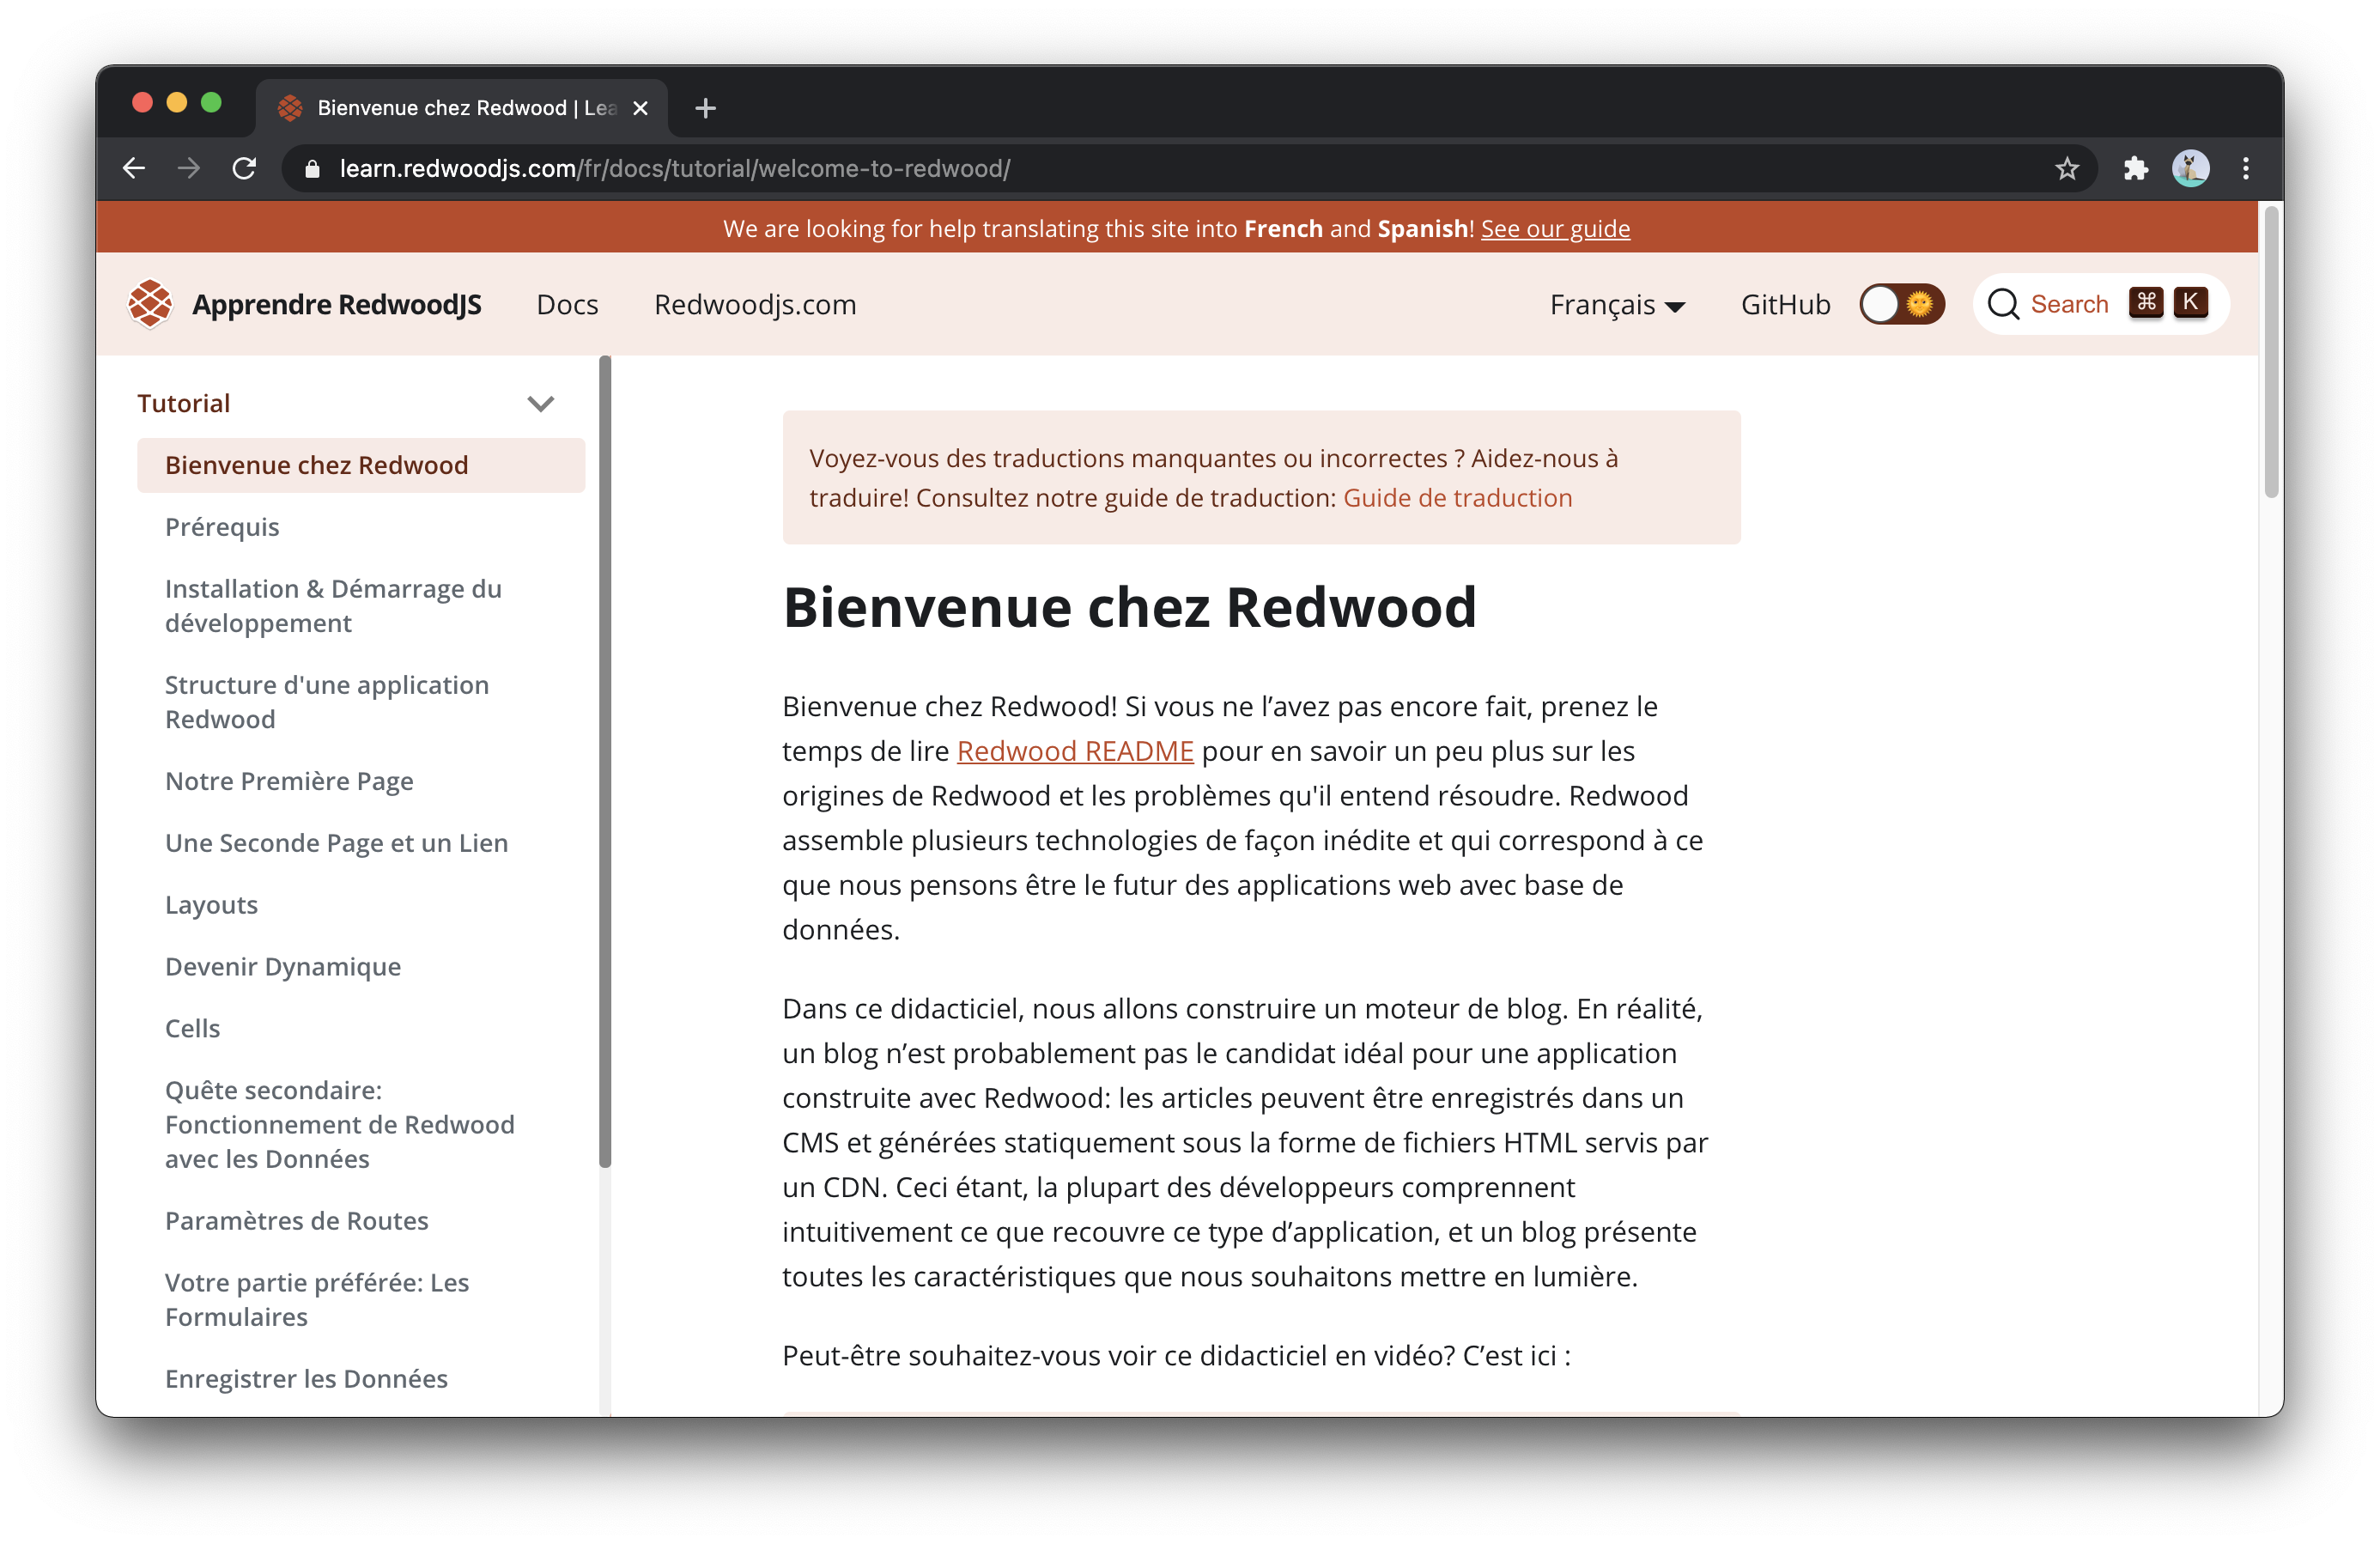 Bienvenue chez Redwood | Lea
learn.redwoodjs.com/fr/docs/tutorial/welcome-to-redwood/
We are looking for help translating this site into French and Spanish! See our guide
Apprendre RedwoodJS
Docs
Redwoodjs.com
Français
GitHub
Search
⌘
K
Tutorial
Bienvenue chez Redwood
Prérequis
Installation & Démarrage du
développement
Structure d'une application
Redwood
Notre Première Page
Une Seconde Page et un Lien
Layouts
Devenir Dynamique
Cells
Quête secondaire:
Fonctionnement de Redwood
avec les Données
Paramètres de Routes
Votre partie préférée: Les
Formulaires
Enregistrer les Données
Voyez-vous des traductions manquantes ou incorrectes ? Aidez-nous à
traduire! Consultez notre guide de traduction: Guide de traduction
Bienvenue chez Redwood
Bienvenue chez Redwood! Si vous ne l’avez pas encore fait, prenez le
temps de lire Redwood README pour en savoir un peu plus sur les
origines de Redwood et les problèmes qu'il entend résoudre. Redwood
assemble plusieurs technologies de façon inédite et qui correspond à ce
que nous pensons être le futur des applications web avec base de
données.
Dans ce didacticiel, nous allons construire un moteur de blog. En réalité,
un blog n’est probablement pas le candidat idéal pour une application
construite avec Redwood: les articles peuvent être enregistrés dans un
CMS et générées statiquement sous la forme de fichiers HTML servis par
un CDN. Ceci étant, la plupart des développeurs comprennent
intuitivement ce que recouvre ce type d’application, et un blog présente
toutes les caractéristiques que nous souhaitons mettre en lumière.
Peut-être souhaitez-vous voir ce didacticiel en vidéo? C’est ici :